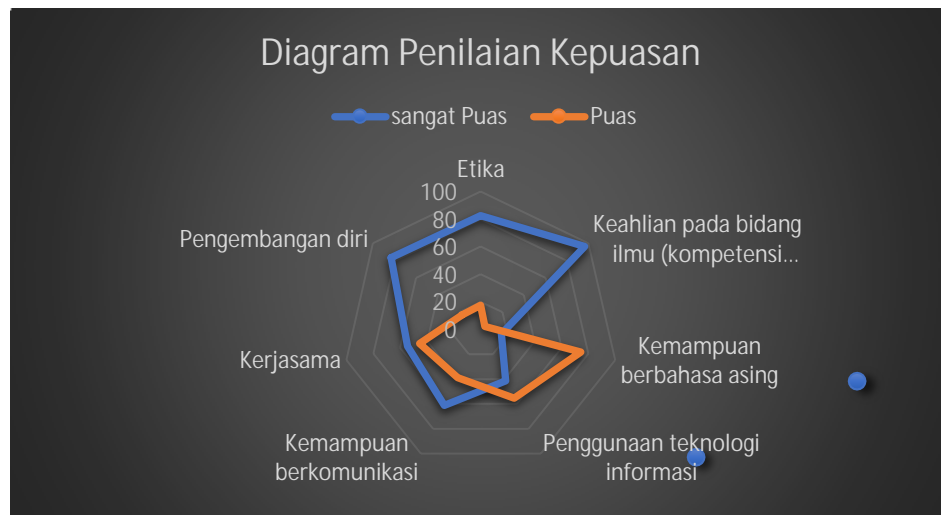 Diagram Penilaian Kepuasan
sangat Puas
Puas
Etika
100
80
60
40
20
0
Keahlian pada bidang
ilmu (kompetensi...
Kemampuan
berbahasa asing
Penggunaan teknologi
informasi
Kemampuan
berkomunikasi
Kerjasama
Pengembangan diri